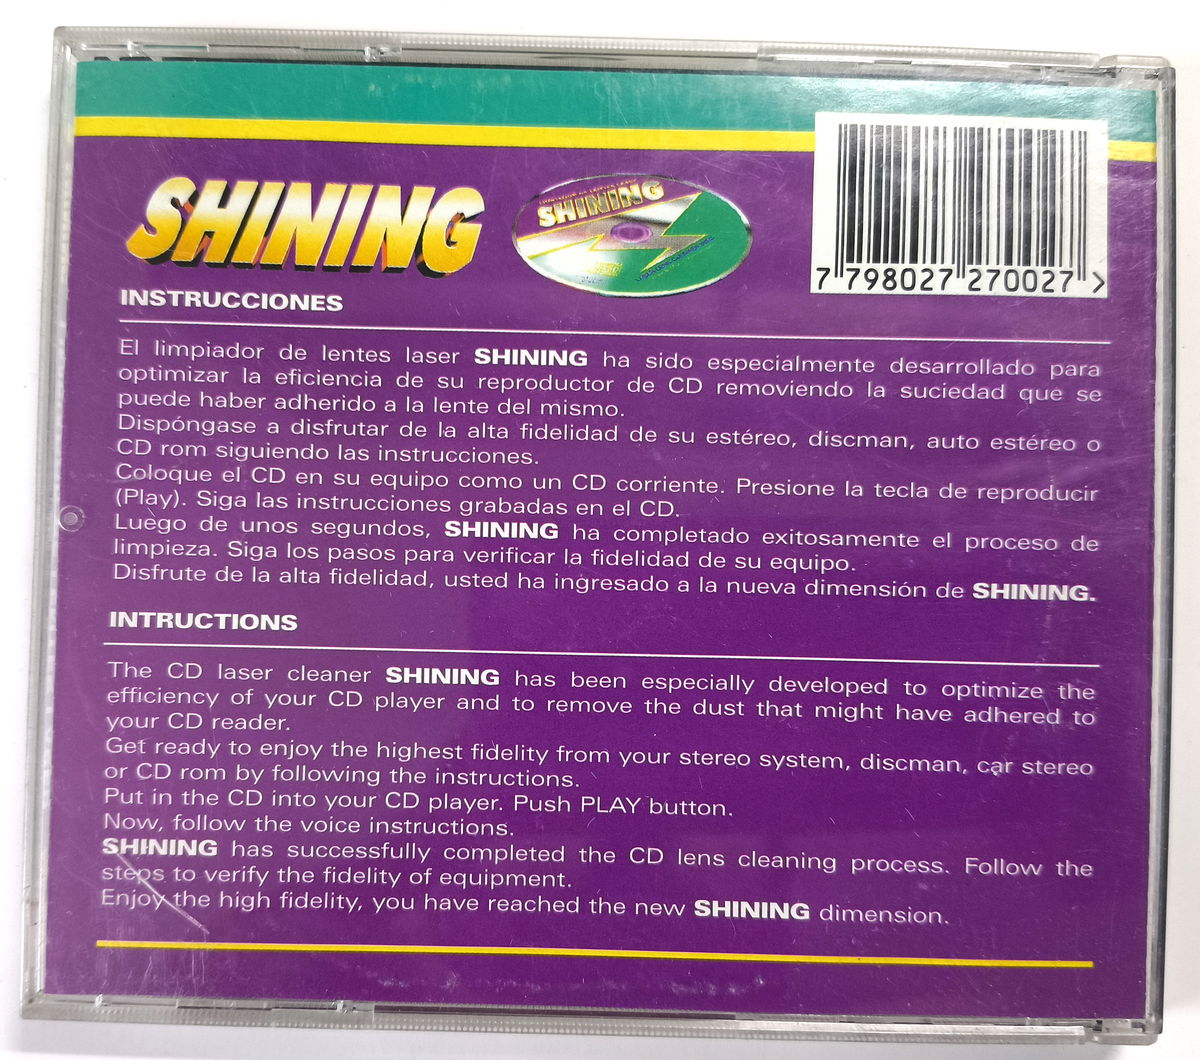 SHINING
SHINING
7 798027 270027 >
INSTRUCCIONES
El limpiador de lentes laser SHINING ha sido especialmente desarrollado para
optimizar la eficiencia de su reproductor de CD removiendo la suciedad que se
puede haber adherido a la lente del mismo.
Dispóngase a disfrutar de la alta fidelidad de su estéreo, discman, auto estéreo o
CD rom siguiendo las instrucciones.
Coloque el CD en su equipo como un CD corriente. Presione la tecla de reproducir
(Play). Siga las instrucciones grabadas en el CD.
Luego de unos segundos, SHINING ha completado exitosamente el proceso de
limpieza. Siga los pasos para verificar la fidelidad de su equipo.
Disfrute de la alta fidelidad, usted ha ingresado a la nueva dimensión de SHINING.
INTRUCTIONS
The CD laser cleaner SHINING has been especially developed to optimize the
efficiency of your CD player and to remove the dust that might have adhered to
your CD reader.
Get ready to enjoy the highest fidelity from your stereo system, discman, car stereo
or CD rom by following the instructions.
Put in the CD into your CD player. Push PLAY button.
Now, follow the voice instructions.
SHINING has successfully completed the CD lens cleaning process. Follow the
steps to verify the fidelity of equipment.
Enjoy the high fidelity, you have reached the new SHINING dimension.